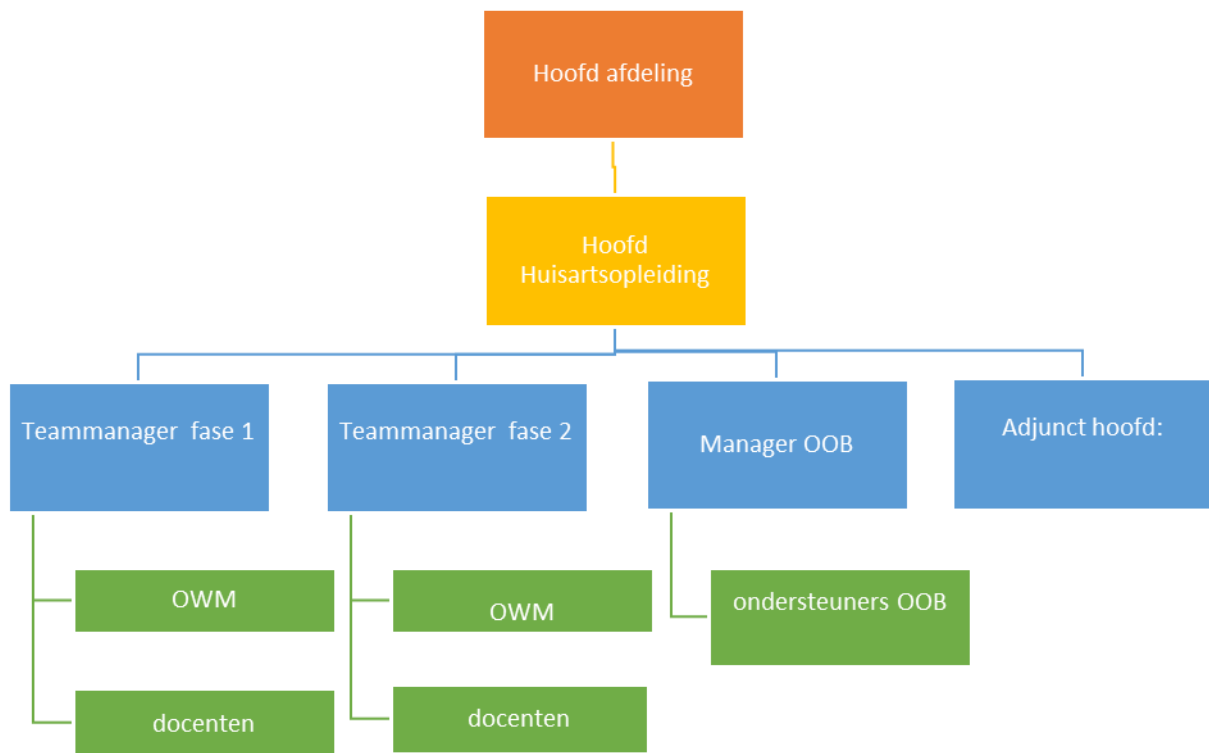 Hoofd afdeling
Hoofd
Huisartsopleiding
Teammanager fase 1
Teammanager fase 2
Manager OOB
Adjunct hoofd:
OWM
OWM
ondersteuners OOB
docenten
docenten